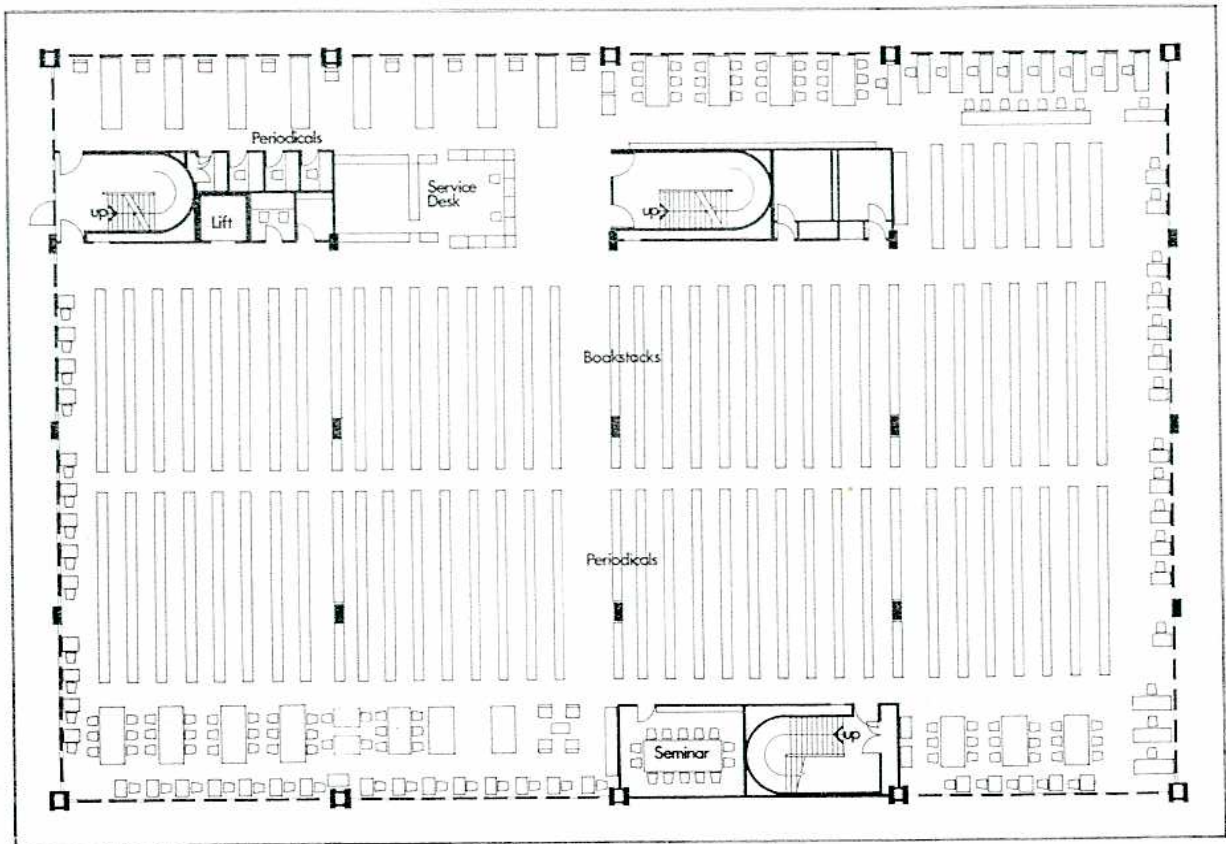 Periodicals
up
Lift
Service
Desk
up
Bookstacks
Periodicals
Seminar
up